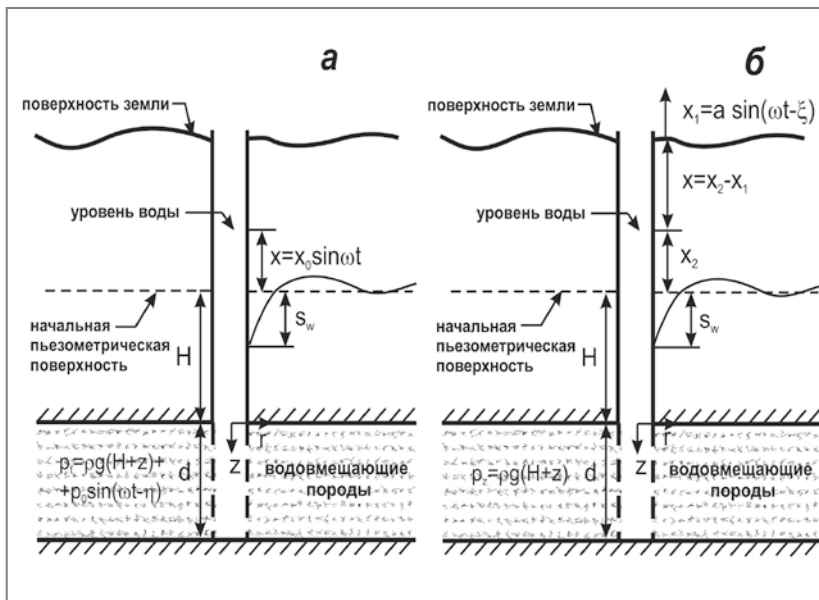 а
поверхность земли
уровень воды
x=x₀sinωt
начальная
пьезометрическая
поверхность
H
s_w
r
z
p_z=ρg(H+z)+
+p₀sin(ωt-η)
d
водовмещающие
породы
б
поверхность земли
x₁=a sin(ωt-ξ)
x=x₂-x₁
уровень воды
x₂
начальная
пьезометрическая
поверхность
H
s_w
r
z
p_z=ρg(H+z)
d
водовмещающие
породы